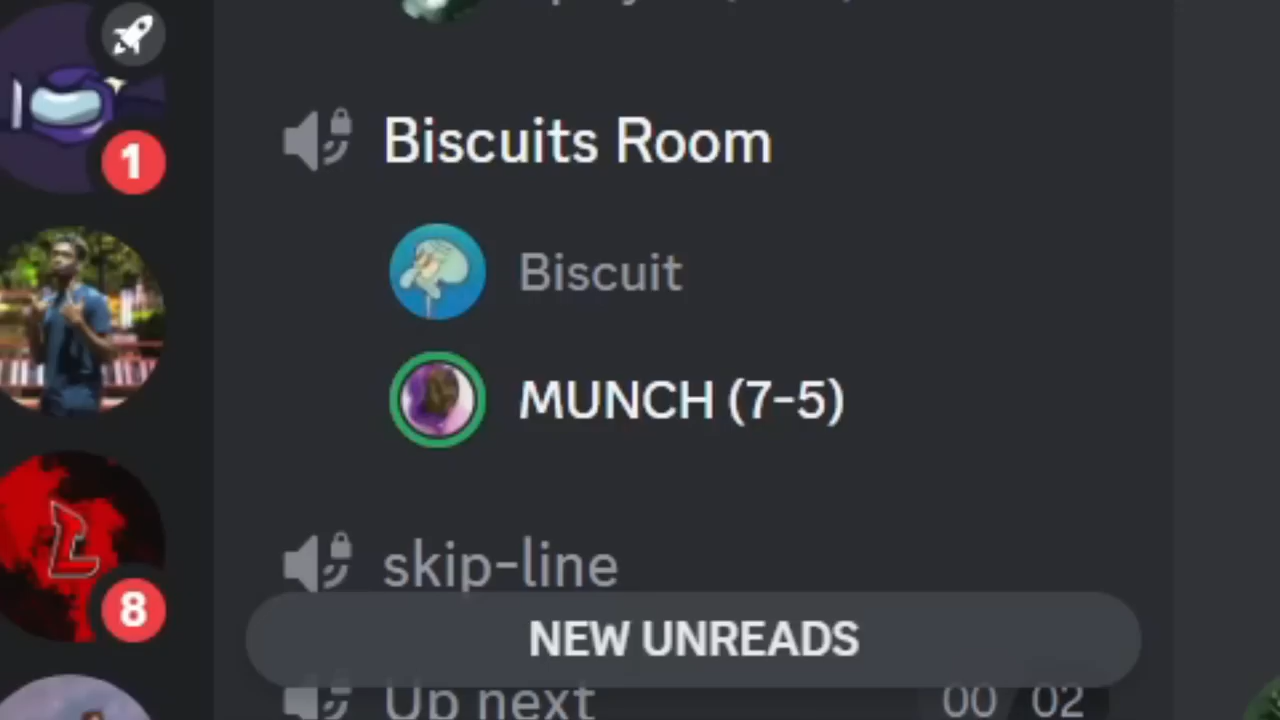 1
Biscuits Room
Biscuit
MUNCH (7-5)
L
8
skip-line
NEW UNREADS
Up next
00 / 02